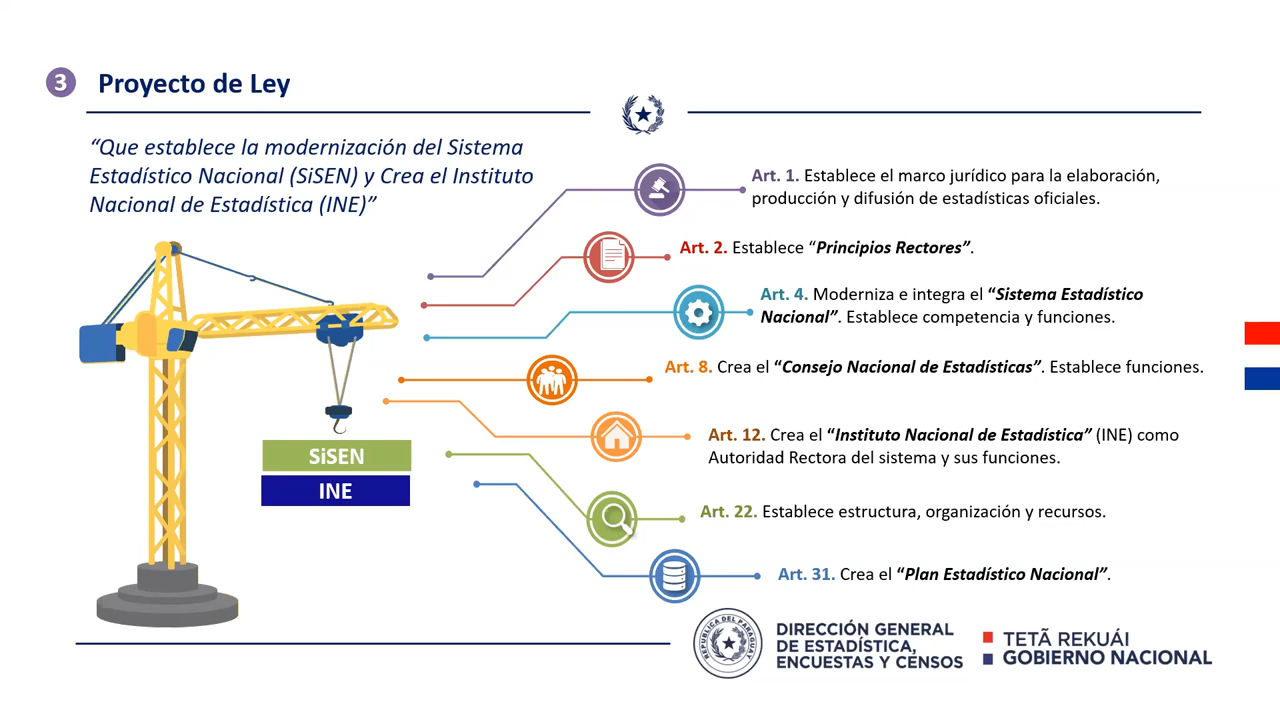 3 Proyecto de Ley
“Que establece la modernización del Sistema
Estadístico Nacional (SiSEN) y Crea el Instituto
Nacional de Estadística (INE)”
Art. 1. Establece el marco jurídico para la elaboración,
producción y difusión de estadísticas oficiales.
Art. 2. Establece “Principios Rectores”.
Art. 4. Moderniza e integra el “Sistema Estadístico
Nacional”. Establece competencia y funciones.
Art. 8. Crea el “Consejo Nacional de Estadísticas”. Establece funciones.
Art. 12. Crea el “Instituto Nacional de Estadística” (INE) como
Autoridad Rectora del sistema y sus funciones.
SiSEN
INE
Art. 22. Establece estructura, organización y recursos.
Art. 31. Crea el “Plan Estadístico Nacional”.
REPUBLICA DEL PARAGUAY
DIRECCIÓN GENERAL
DE ESTADÍSTICA,
ENCUESTAS Y CENSOS
TETÃ REKUÁI
GOBIERNO NACIONAL